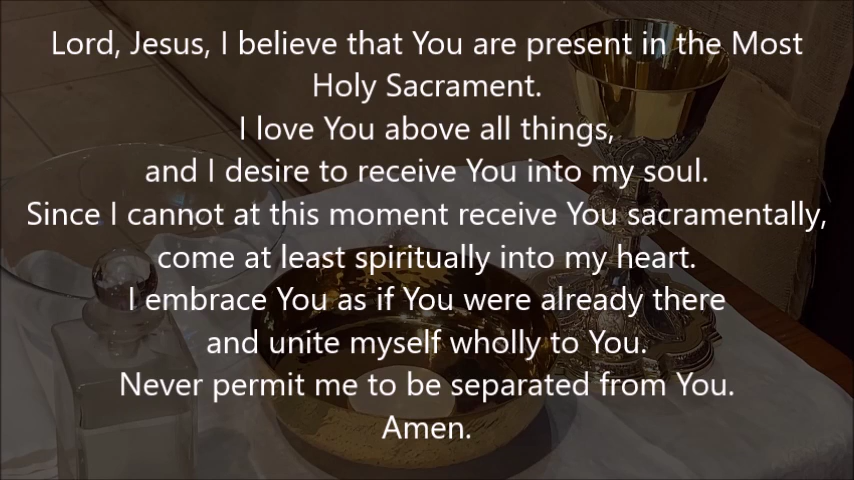 Lord, Jesus, I believe that You are present in the Most
Holy Sacrament.
I love You above all things,
and I desire to receive You into my soul.
Since I cannot at this moment receive You sacramentally,
come at least spiritually into my heart.
I embrace You as if You were already there
and unite myself wholly to You.
Never permit me to be separated from You.
Amen.